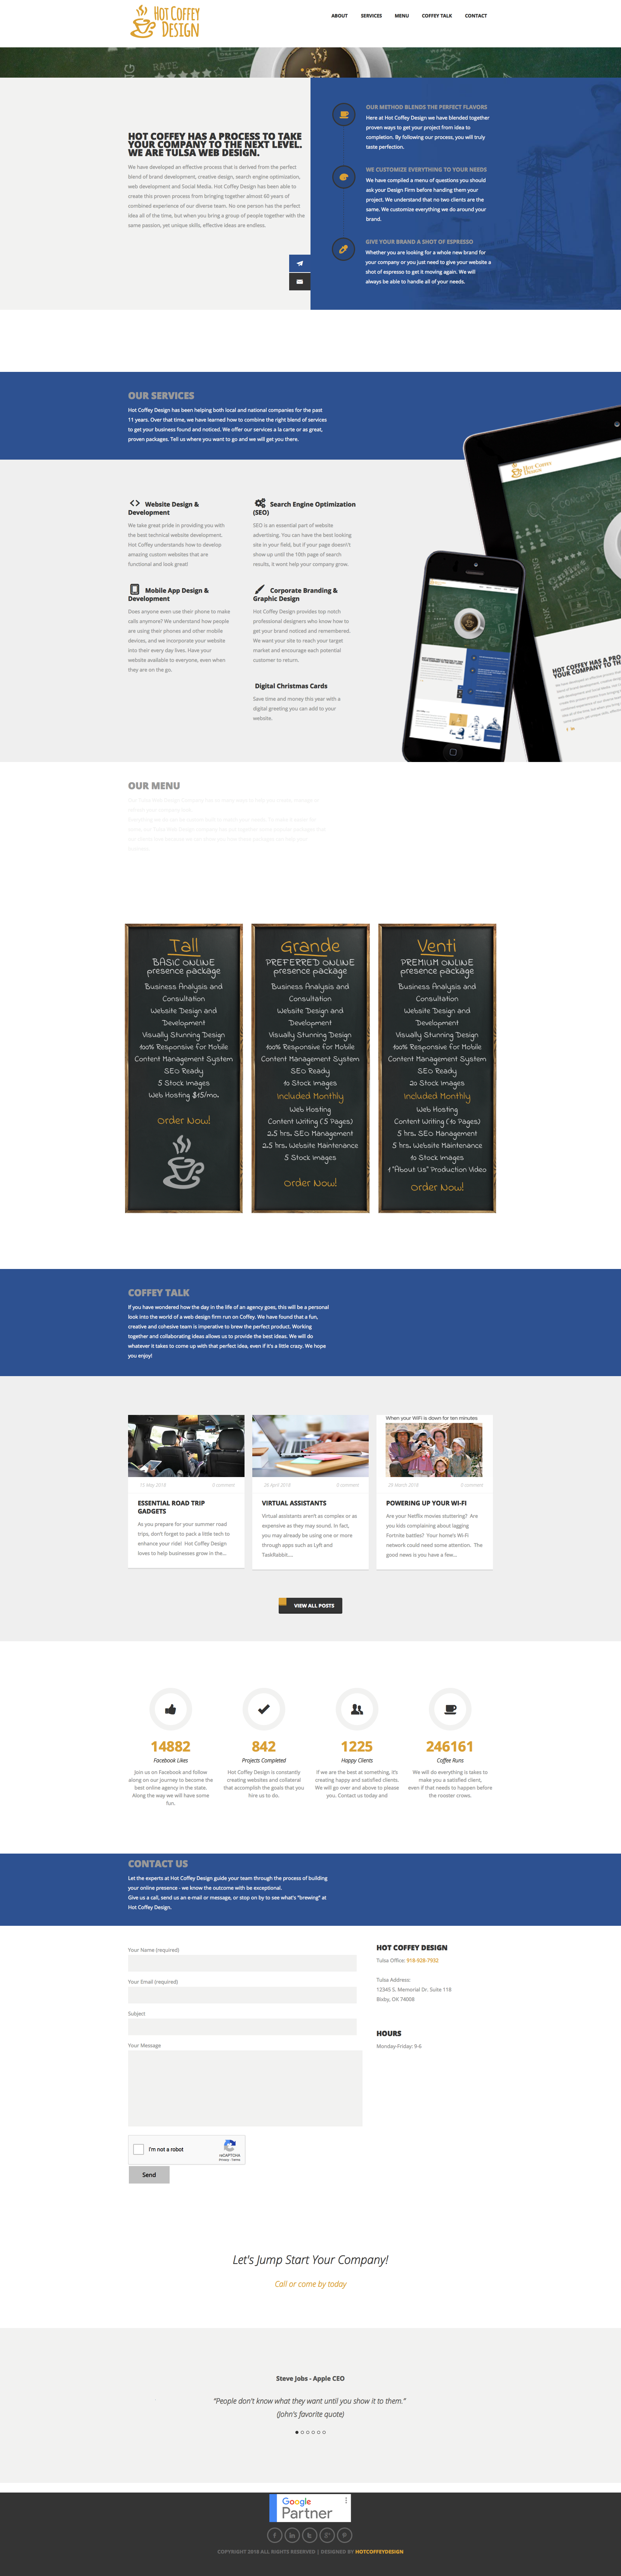 HOT COFFEY
DESIGN
ABOUT SERVICES MENU COFFEY TALK CONTACT
HOT COFFEY HAS A PROCESS TO TAKE
YOUR COMPANY TO THE NEXT LEVEL.
WE ARE TULSA WEB DESIGN.
We have developed an effective process that is derived from the perfect
blend of brand development, creative design, search engine optimization,
web development and Social Media. Hot Coffey Design has been able to
create this proven process from bringing together almost 60 years of
combined experience of our diverse team. No one person has the perfect
idea all of the time, but when you bring a group of people together with the
same passion, yet unique skills, effective ideas are endless.
OUR METHOD BLENDS THE PERFECT FLAVORS
Here at Hot Coffey Design we have blended together
proven ways to get your project from idea to
completion. By following our process, you will truly
taste perfection.
WE CUSTOMIZE EVERYTHING TO YOUR NEEDS
We have compiled a menu of questions you should
ask your Design Firm before handing them your
project. We understand that no two clients are the
same. We customize everything we do around your
brand.
GIVE YOUR BRAND A SHOT OF ESPRESSO
Whether you are looking for a whole new brand for
your company or you just need to give your website a
shot of espresso to get it moving again. We will
always be able to handle all of your needs.
OUR SERVICES
Hot Coffey Design has been helping both local and national companies for the past
11 years. Over that time, we have learned how to combine the right blend of services
to get your business found and noticed. We offer our services a la carte or as great,
proven packages. Tell us where you want to go and we will get you there.
Website Design &
Development
We take great pride in providing you with
the best technical website development.
Hot Coffey understands how to develop
amazing custom websites that are
functional and look great!
Search Engine Optimization
(SEO)
SEO is an essential part of website
advertising. You can have the best looking
site in your field, but if your page doesn't
show up until the 10th page of search
results, it wont help your company grow.
Mobile App Design &
Development
Does anyone even use their phone to make
calls anymore? We understand how people
are using their phones and other mobile
devices, and we incorporate your website
into their every day lives. Have your
website available to everyone, even when
they are on the go.
Corporate Branding &
Graphic Design
Hot Coffey Design provides top notch
professional designers who know how to
get your brand noticed and remembered.
We want your site to reach your target
market and encourage each potential
customer to return.
Digital Christmas Cards
Save time and money this year with a
digital greeting you can add to your
website.
OUR MENU
Tall
BASIC ONLINE
presence package
Business Analysis and
Consultation
Website Design and
Development
Visually Stunning Design
100% Responsive for Mobile
Content Management System
SEO Ready
5 Stock Images
Web Hosting $15/mo.
Order Now!
Grande
PREFERRED ONLINE
presence package
Business Analysis and
Consultation
Website Design and
Development
Visually Stunning Design
100% Responsive for Mobile
Content Management System
SEO Ready
10 Stock Images
Included Monthly
Web Hosting
Content Writing (5 Pages)
2.5 hrs. SEO Management
2.5 hrs. Website Maintenance
5 Stock Images
Order Now!
Venti
PREMIUM ONLINE
presence package
Business Analysis and
Consultation
Website Design and
Development
Visually Stunning Design
100% Responsive for Mobile
Content Management System
SEO Ready
20 Stock Images
Included Monthly
Web Hosting
Content Writing (10 Pages)
5 hrs. SEO Management
5 hrs. Website Maintenance
10 Stock Images
1 "About Us" Production Video
Order Now!
COFFEY TALK
If you have wondered how the day in the life of an agency goes, this will be a personal
look into the world of a web design firm run on Coffey. We have found that a fun,
creative and cohesive team is imperative to brew the perfect product. Working
together and collaborating ideas allows us to provide the best ideas. We will do
whatever it takes to come up with that perfect idea, even if it's a little crazy. We hope
you enjoy!
15 May 2018 0 comment
ESSENTIAL ROAD TRIP
GADGETS
As you prepare for your summer road
trips, don't forget to pack a little tech to
enhance your ride! Hot Coffey Design
loves to help businesses grow in the...
26 April 2018 0 comment
VIRTUAL ASSISTANTS
Virtual assistants aren't as complex or as
expensive as they may sound. In fact,
you may already be using one or more
through apps such as Lyft and
TaskRabbit....
When your WiFi is down for ten minutes
29 March 2018 0 comment
POWERING UP YOUR WI-FI
Are your Netflix movies stuttering? Are
you kids complaining about lagging
Fortnite battles? Your home's Wi-Fi
network could need some attention. The
good news is you have a few...
VIEW ALL POSTS
14882
Facebook Likes
Join us on Facebook and follow
along on our journey to become the
best online agency in the state.
Along the way we will have some
fun.
842
Projects Completed
Hot Coffey Design is constantly
creating websites and collateral
that accomplish the goals that you
hire us to do.
1225
Happy Clients
If we are the best at something, it's
creating happy and satisfied clients.
We will go over and above to please
you. Contact us today and
246161
Coffee Runs
We will do everything is takes to
make you a satisfied client,
even if that needs to happen before
the rooster crows.
CONTACT US
Let the experts at Hot Coffey Design guide your team through the process of building
your online presence - we know the outcome with be exceptional.
Give us a call, send us an e-mail or message, or stop on by to see what's "brewing" at
Hot Coffey Design.
Your Name (required)
Your Email (required)
Subject
Your Message
I'm not a robot
reCAPTCHA
Privacy - Terms
Send
HOT COFFEY DESIGN
Tulsa Office: 918-928-7932
Tulsa Address:
12345 S. Memorial Dr. Suite 118
Bixby, OK 74008
HOURS
Monday-Friday: 9-6
Let's Jump Start Your Company!
Call or come by today
Steve Jobs - Apple CEO
"People don't know what they want until you show it to them."
(John's favorite quote)
Google
Partner
COPYRIGHT 2018 ALL RIGHTS RESERVED | DESIGNED BY HOTCOFFEYDESIGN